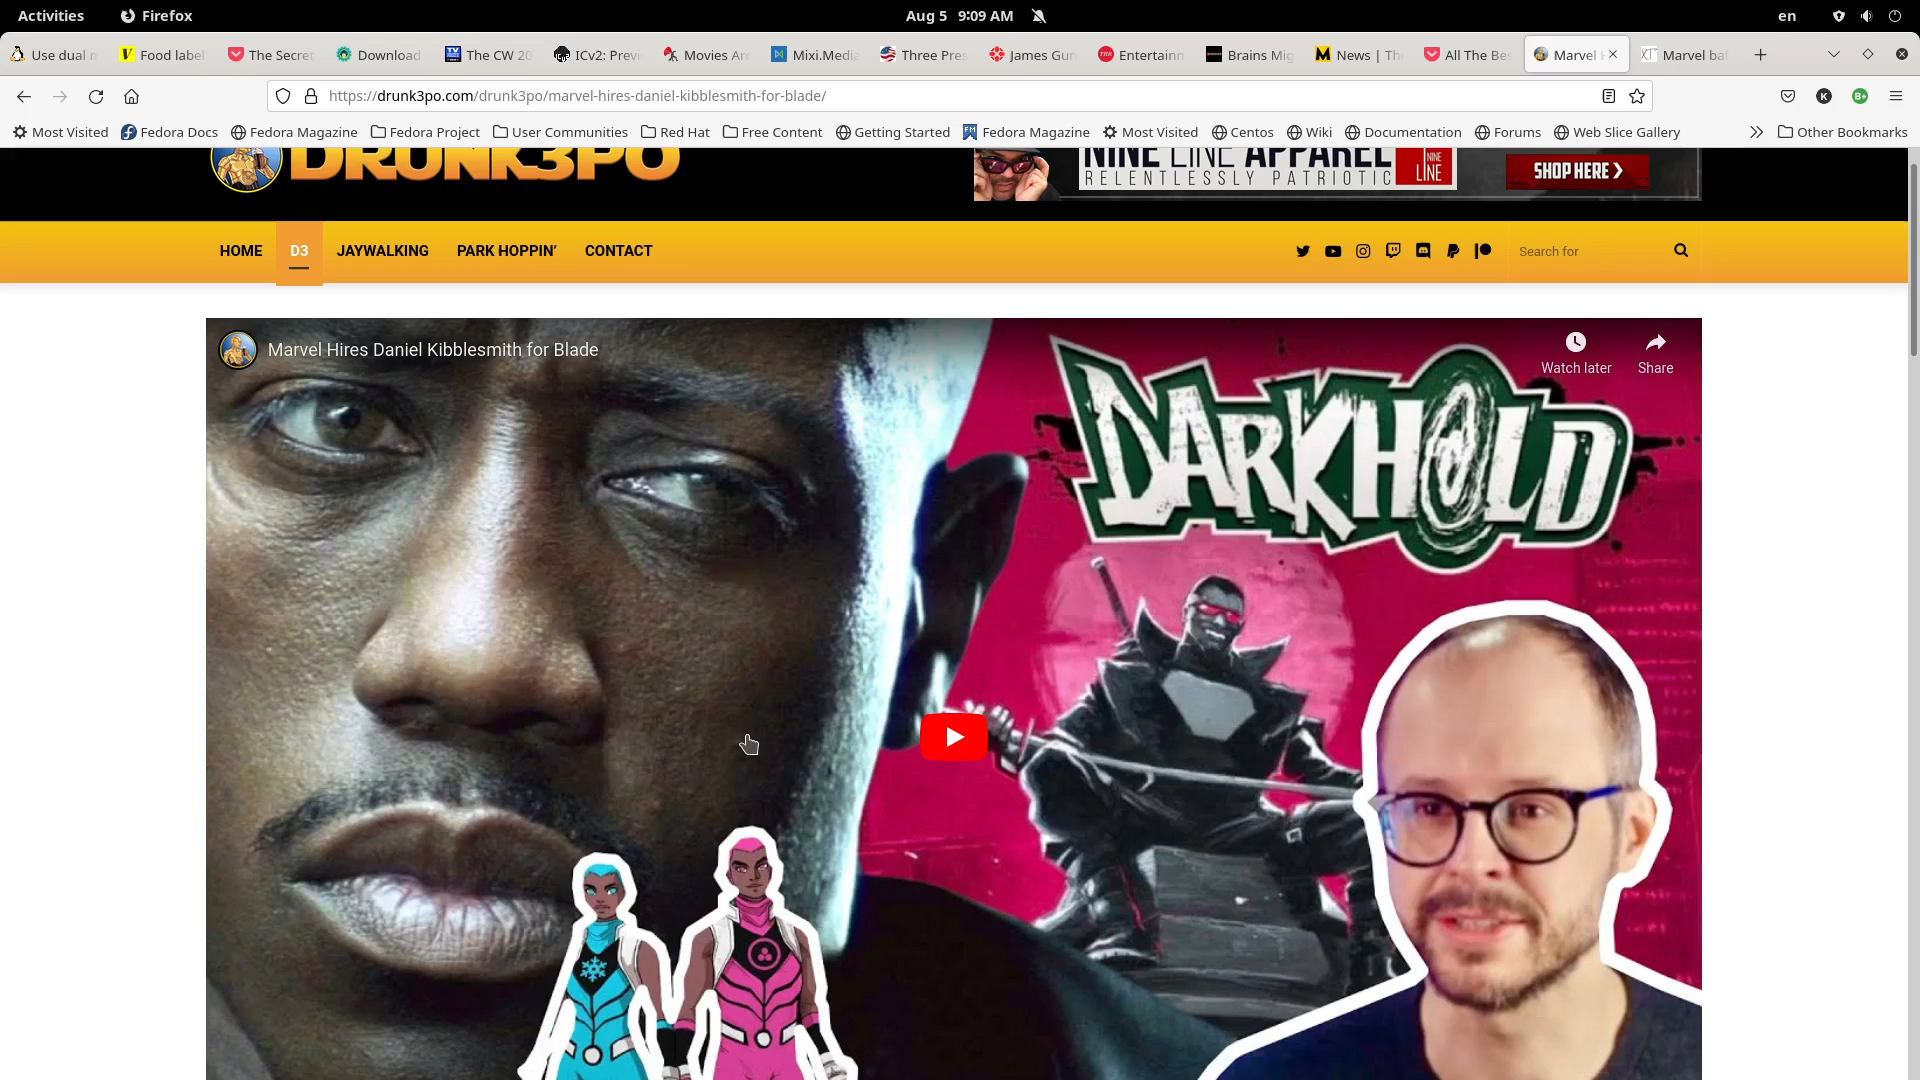 Activities Firefox Aug 5 9:09 AM en
Use dual m Food label The Secret Download The CW 20 ICv2: Previ Movies An Mixi.Media Three Pres James Gun Entertainm Brains Mig News | Th All The Bes Marvel H Marvel bat
https://drunk3po.com/drunk3po/marvel-hires-daniel-kibblesmith-for-blade/
Most Visited Fedora Docs Fedora Magazine Fedora Project User Communities Red Hat Free Content Getting Started Fedora Magazine Most Visited Centos Wiki Documentation Forums Web Slice Gallery Other Bookmarks
DRUNK3PO
NINE LINE APPAREL
RELENTLESSLY PATRIOTIC
NINE
LINE
SHOP HERE
HOME D3 JAYWALKING PARK HOPPIN’ CONTACT Search for
Marvel Hires Daniel Kibblesmith for Blade
Watch later Share
DARKHOLD